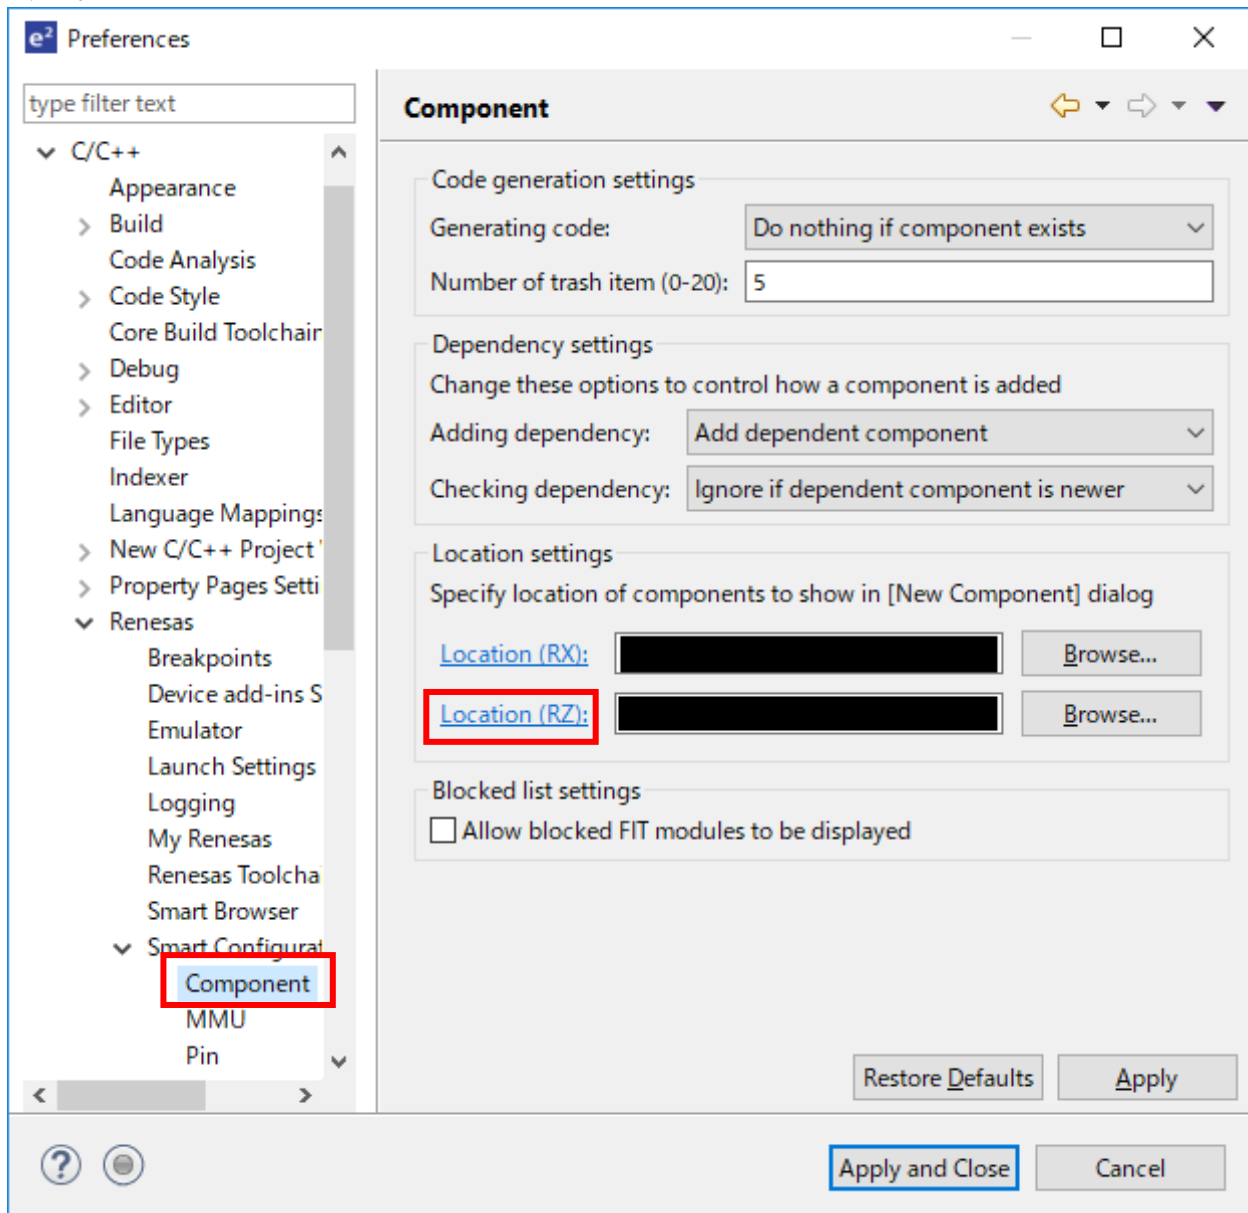 e² Preferences
type filter text
C/C++
Appearance
Build
Code Analysis
Code Style
Core Build Toolchair
Debug
Editor
File Types
Indexer
Language Mappings
New C/C++ Project
Property Pages Setti
Renesas
Breakpoints
Device add-ins S
Emulator
Launch Settings
Logging
My Renesas
Renesas Toolcha
Smart Browser
Smart Configurat
Component
MMU
Pin
Component
Code generation settings
Generating code: Do nothing if component exists
Number of trash item (0-20): 5
Dependency settings
Change these options to control how a component is added
Adding dependency: Add dependent component
Checking dependency: Ignore if dependent component is newer
Location settings
Specify location of components to show in [New Component] dialog
Location (RX): Browse...
Location (RZ): Browse...
Blocked list settings
Allow blocked FIT modules to be displayed
Restore Defaults Apply
? Apply and Close Cancel